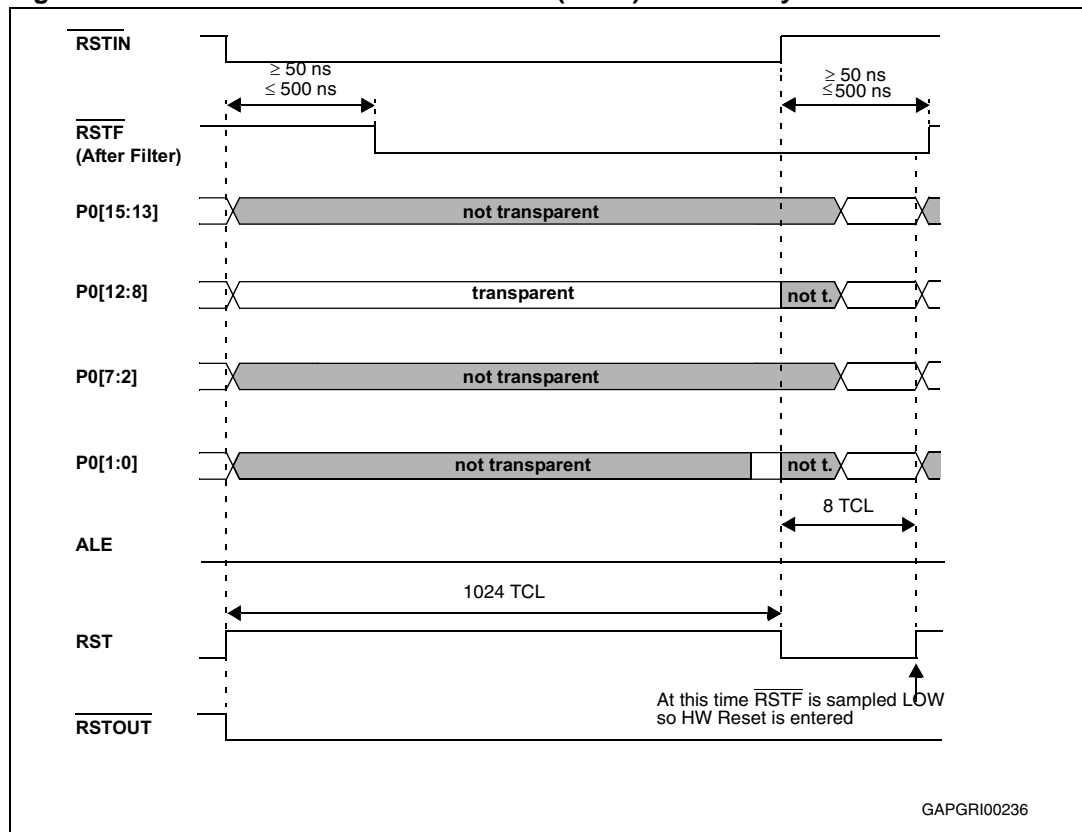 RSTIN
≥ 50 ns
≤ 500 ns
≥ 50 ns
≤500 ns
RSTF
(After Filter)
P0[15:13]
not transparent
P0[12:8]
transparent
not t.
P0[7:2]
not transparent
P0[1:0]
not transparent
not t.
8 TCL
ALE
1024 TCL
RST
At this time RSTF is sampled LOW
so HW Reset is entered
RSTOUT
GAPGRI00236